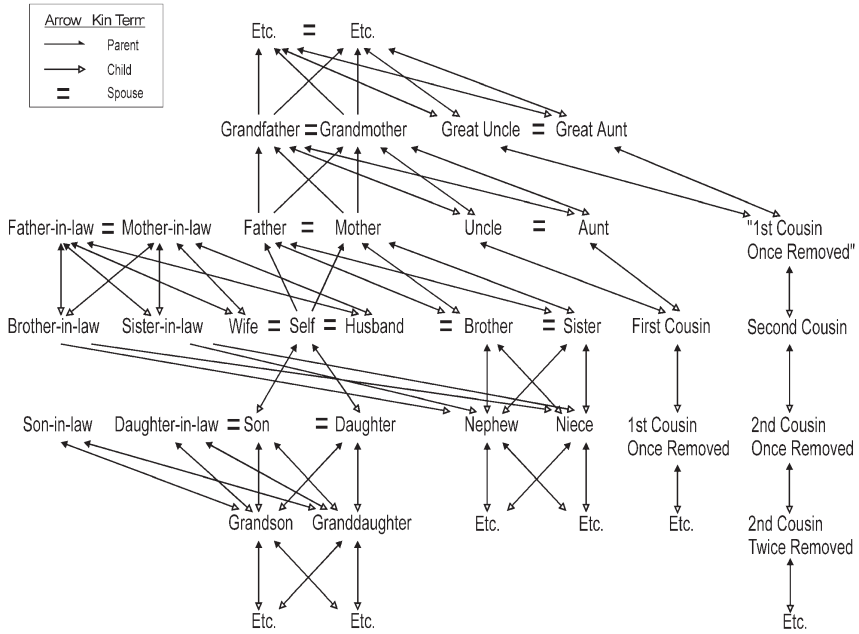 Arrow Kin Term
Parent
Child
= Spouse
Etc. = Etc.
Grandfather = Grandmother Great Uncle = Great Aunt
Father-in-law = Mother-in-law Father = Mother Uncle = Aunt "1st Cousin
Once Removed"
Brother-in-law Sister-in-law Wife = Self = Husband = Brother = Sister First Cousin Second Cousin
Son-in-law Daughter-in-law = Son = Daughter Nephew Niece 1st Cousin 2nd Cousin
Once Removed Once Removed
Grandson Granddaughter Etc. Etc. Etc. 2nd Cousin
Twice Removed
Etc. Etc. Etc.